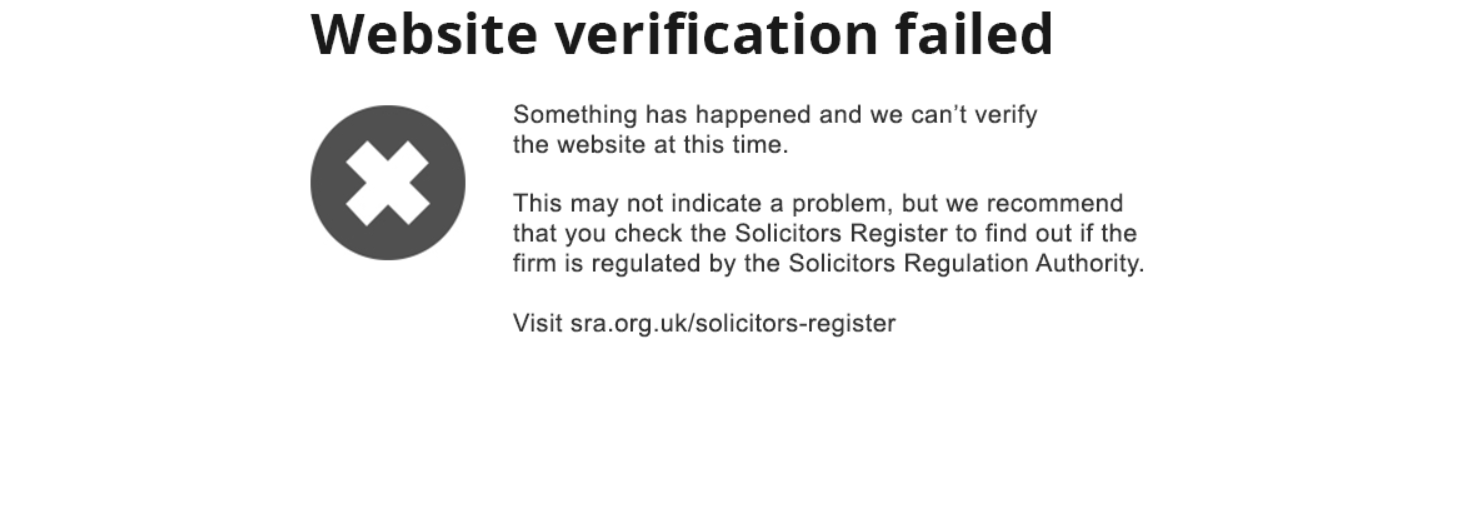 Website verification failed
Something has happened and we can’t verify
the website at this time.
This may not indicate a problem, but we recommend
that you check the Solicitors Register to find out if the
firm is regulated by the Solicitors Regulation Authority.
Visit sra.org.uk/solicitors-register